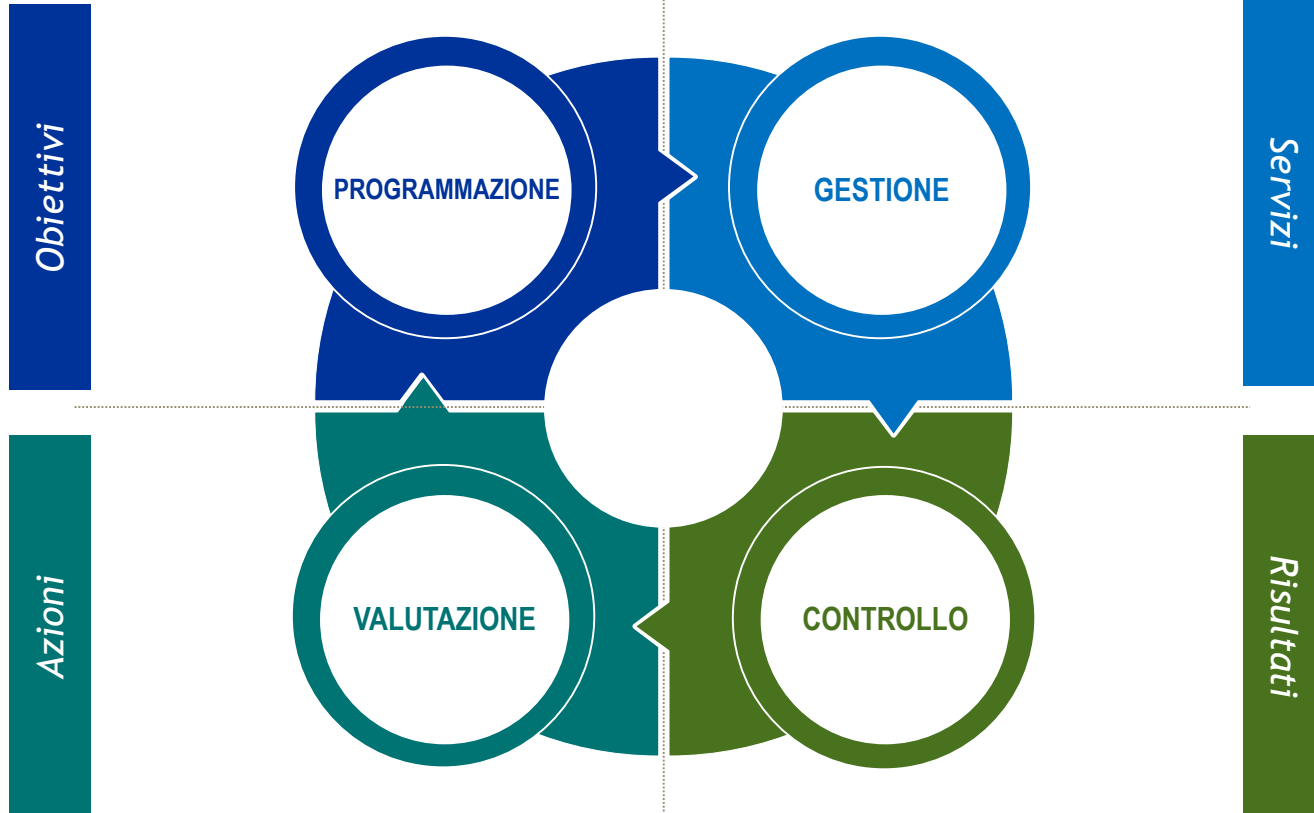 Obiettivi
PROGRAMMAZIONE
GESTIONE
Servizi
Azioni
VALUTAZIONE
CONTROLLO
Risultati